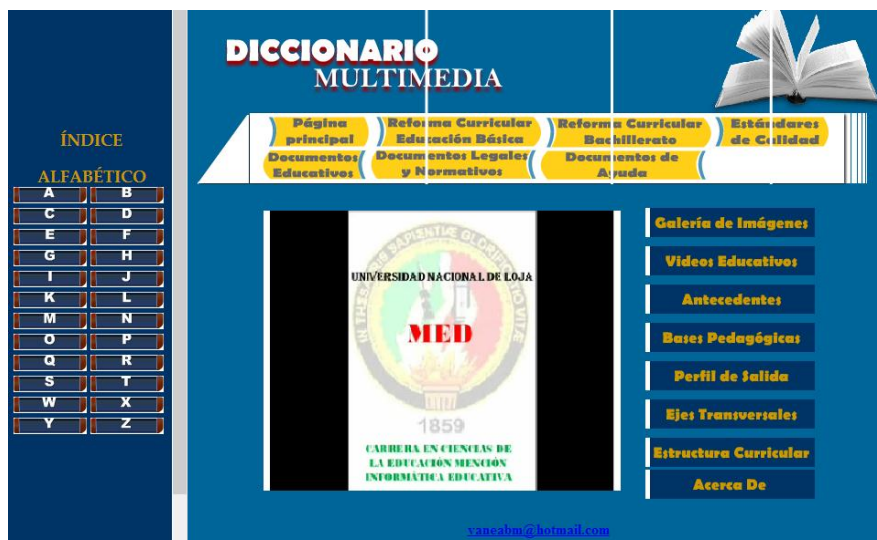 DICCIONARIO
MULTIMEDIA
Página principal
Reforma Curricular Educación Básica
Reforma Curricular Bachillerato
Estándares de Calidad
Documentos Educativos
Documentos Legales y Normativos
Documentos de Ayuda
ÍNDICE
ALFABÉTICO
A B
C D
E F
G H
I J
K L
M N
O P
Q R
S T
W X
Y Z
UNIVERSIDAD NACIONAL DE LOJA
MED
1859
CARRERA EN CIENCIAS DE
LA EDUCACIÓN MENCIÓN
INFORMÁTICA EDUCATIVA
Galería de Imágenes
Videos Educativos
Antecedentes
Bases Pedagógicas
Perfil de Salida
Ejes Transversales
Estructura Curricular
Acerca De
vaneabm@hotmail.com